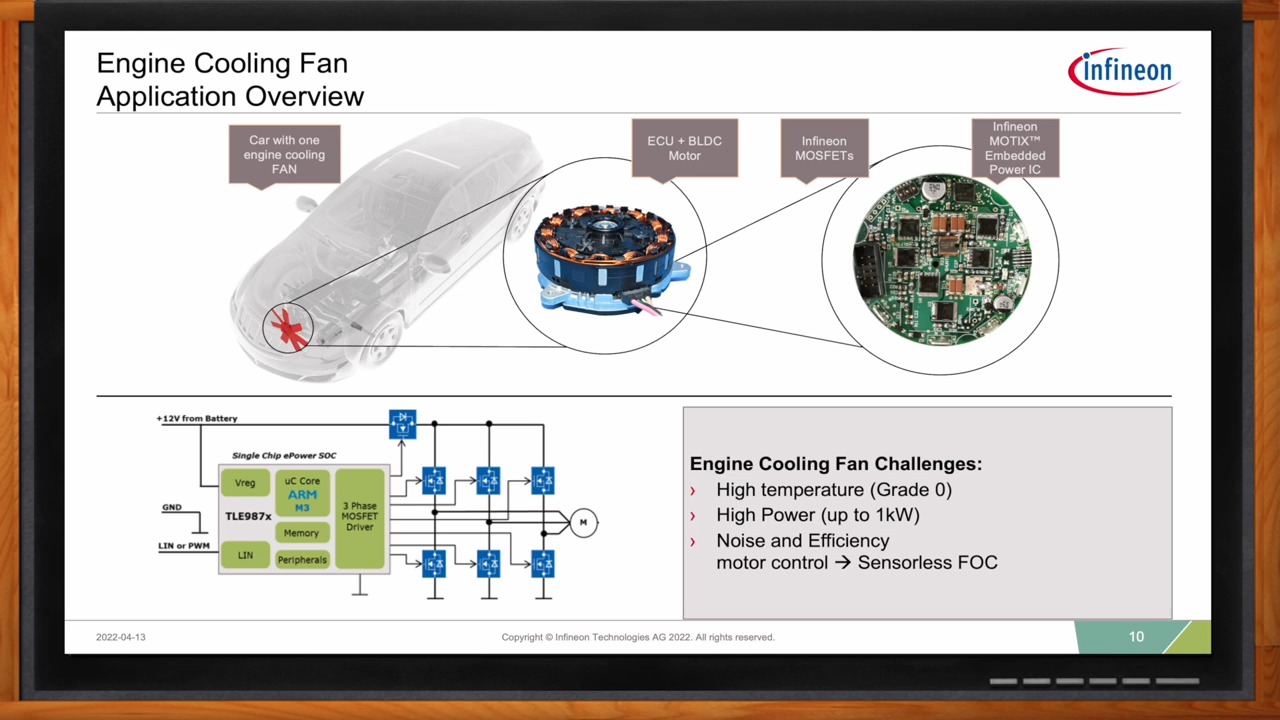 Engine Cooling Fan
Application Overview
infineon
Car with one
engine cooling
FAN
ECU + BLDC
Motor
Infineon
MOSFETs
Infineon
MOTIX™
Embedded
Power IC
+12V from Battery
Single Chip ePower SOC
Vreg
uC Core
ARM
M3
3 Phase
MOSFET
Driver
GND
TLE987x
Memory
M
LIN or PWM
LIN
Peripherals
Engine Cooling Fan Challenges:
› High temperature (Grade 0)
› High Power (up to 1kW)
› Noise and Efficiency
motor control → Sensorless FOC
2022-04-13
Copyright © Infineon Technologies AG 2022. All rights reserved.
10